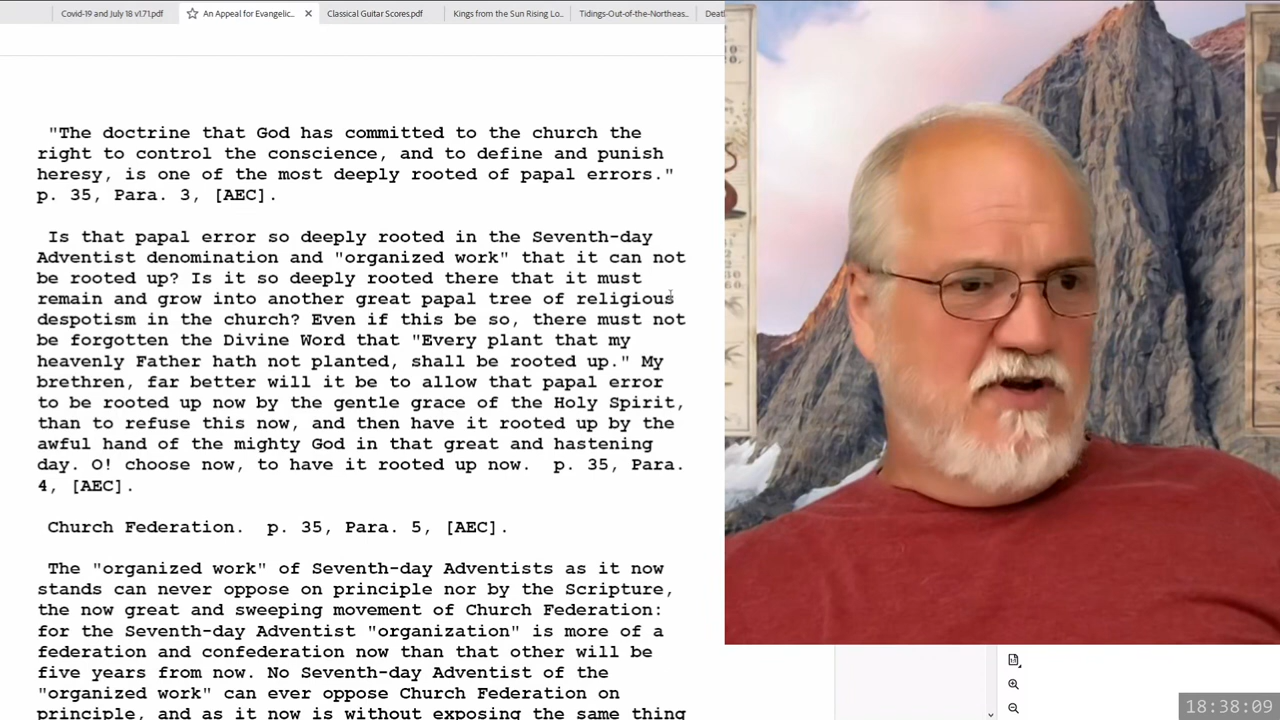 Covid-19 and July 18 v1.71.pdf
An Appeal for Evangelic...
Classical Guitar Scores.pdf
Kings from the Sun Rising Lo...
Tidings-Out-of-the-Northeas...
Death
"The doctrine that God has committed to the church the
right to control the conscience, and to define and punish
heresy, is one of the most deeply rooted of papal errors."
p. 35, Para. 3, [AEC].
Is that papal error so deeply rooted in the Seventh-day
Adventist denomination and "organized work" that it can not
be rooted up? Is it so deeply rooted there that it must
remain and grow into another great papal tree of religious
despotism in the church? Even if this be so, there must not
be forgotten the Divine Word that "Every plant that my
heavenly Father hath not planted, shall be rooted up." My
brethren, far better will it be to allow that papal error
to be rooted up now by the gentle grace of the Holy Spirit,
than to refuse this now, and then have it rooted up by the
awful hand of the mighty God in that great and hastening
day. O! choose now, to have it rooted up now. p. 35, Para.
4, [AEC].
Church Federation. p. 35, Para. 5, [AEC].
The "organized work" of Seventh-day Adventists as it now
stands can never oppose on principle nor by the Scripture,
the now great and sweeping movement of Church Federation:
for the Seventh-day Adventist "organization" is more of a
federation and confederation now than that other will be
five years from now. No Seventh-day Adventist of the
"organized work" can ever oppose Church Federation on
principle, and as it now is without exposing the same thing
18:38:09